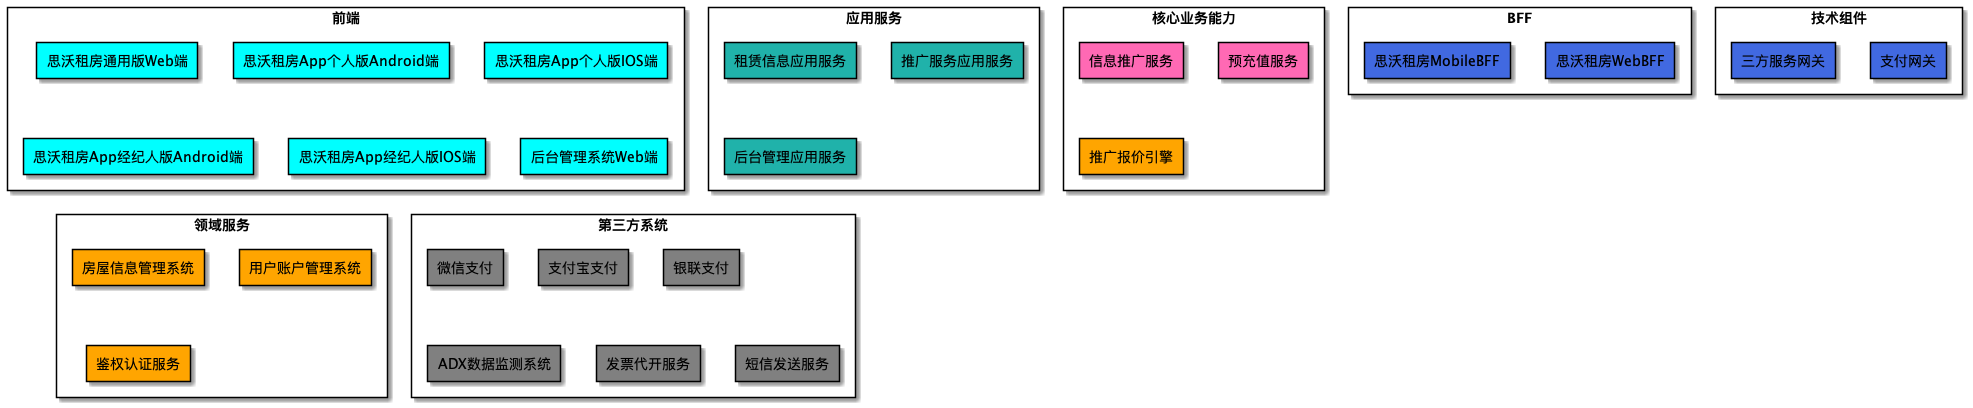 前端
思沃租房通用版Web端
思沃租房App个人版Android端
思沃租房App个人版IOS端
思沃租房App经纪人版Android端
思沃租房App经纪人版IOS端
后台管理系统Web端
应用服务
租赁信息应用服务
推广服务应用服务
后台管理应用服务
核心业务能力
信息推广服务
预充值服务
推广报价引擎
BFF
思沃租房MobileBFF
思沃租房WebBFF
技术组件
三方服务网关
支付网关
领域服务
房屋信息管理系统
用户账户管理系统
鉴权认证服务
第三方系统
微信支付
支付宝支付
银联支付
ADX数据监测系统
发票代开服务
短信发送服务